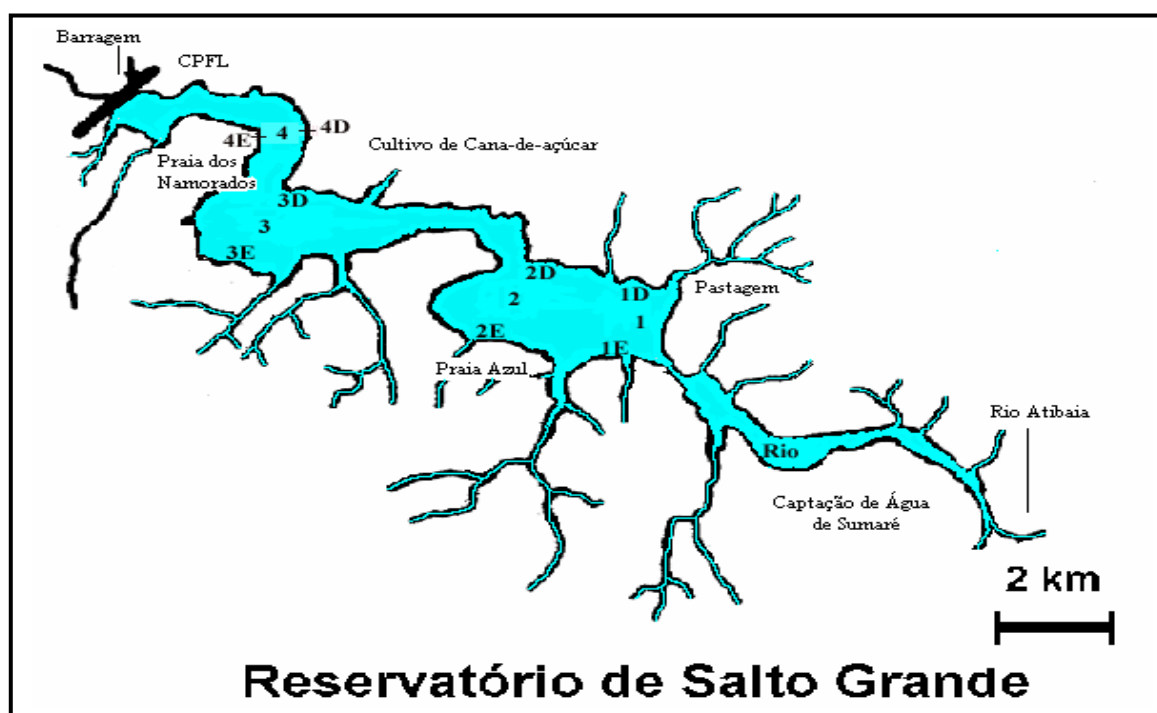 Barragem
CPFL
4E
4
4D
Cultivo de Cana-de-açúcar
Praia dos
Namorados
3D
3
3E
2D
2
2E
1D
1
1E
Pastagem
Praia Azul
Rio Atibaia
Rio
Captação de Água
de Sumaré
2 km
Reservatório de Salto Grande